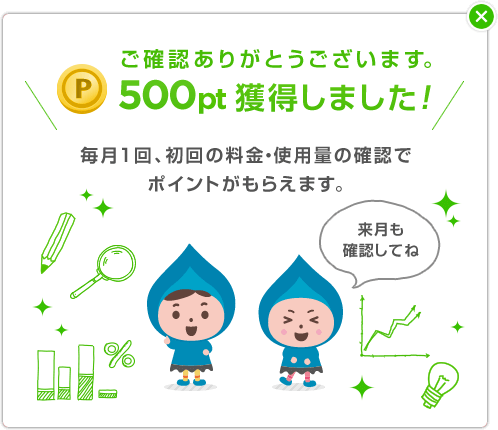 ご確認ありがとうございます。
P 500pt 獲得しました!
毎月1回、初回の料金・使用量の確認で
ポイントがもらえます。
来月も
確認してね
%